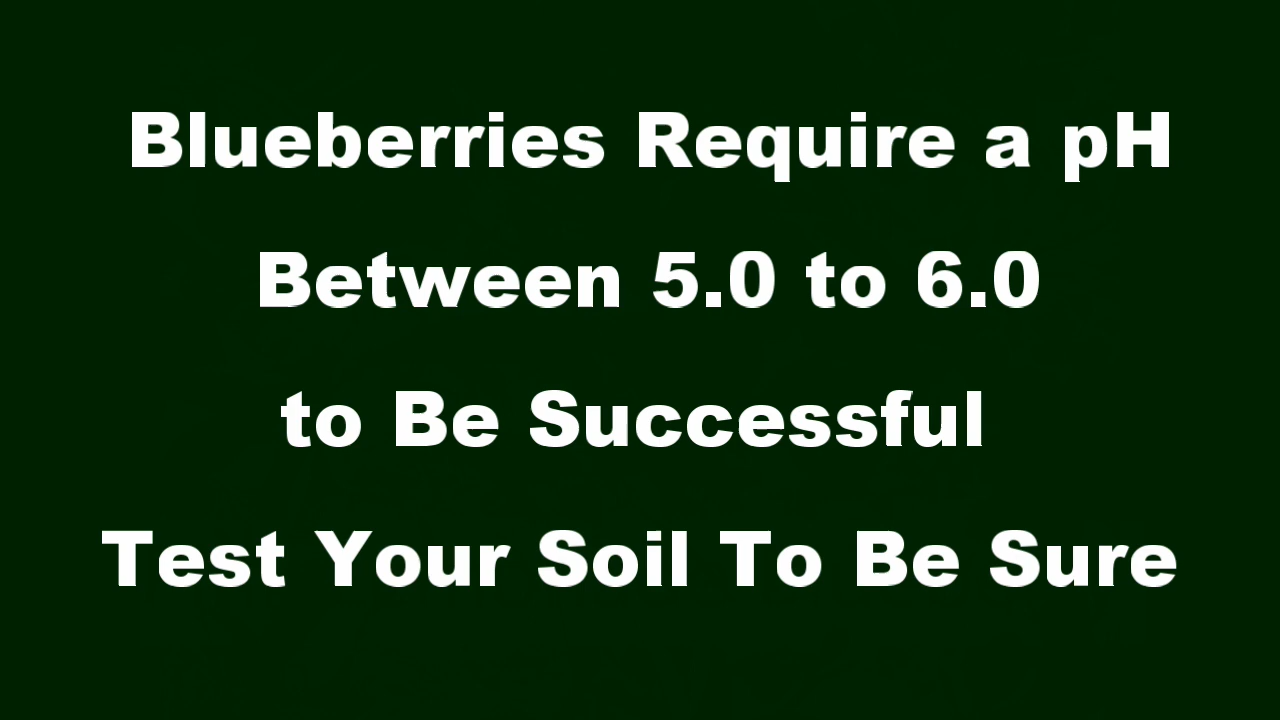 Blueberries Require a pH
Between 5.0 to 6.0
to Be Successful
Test Your Soil To Be Sure